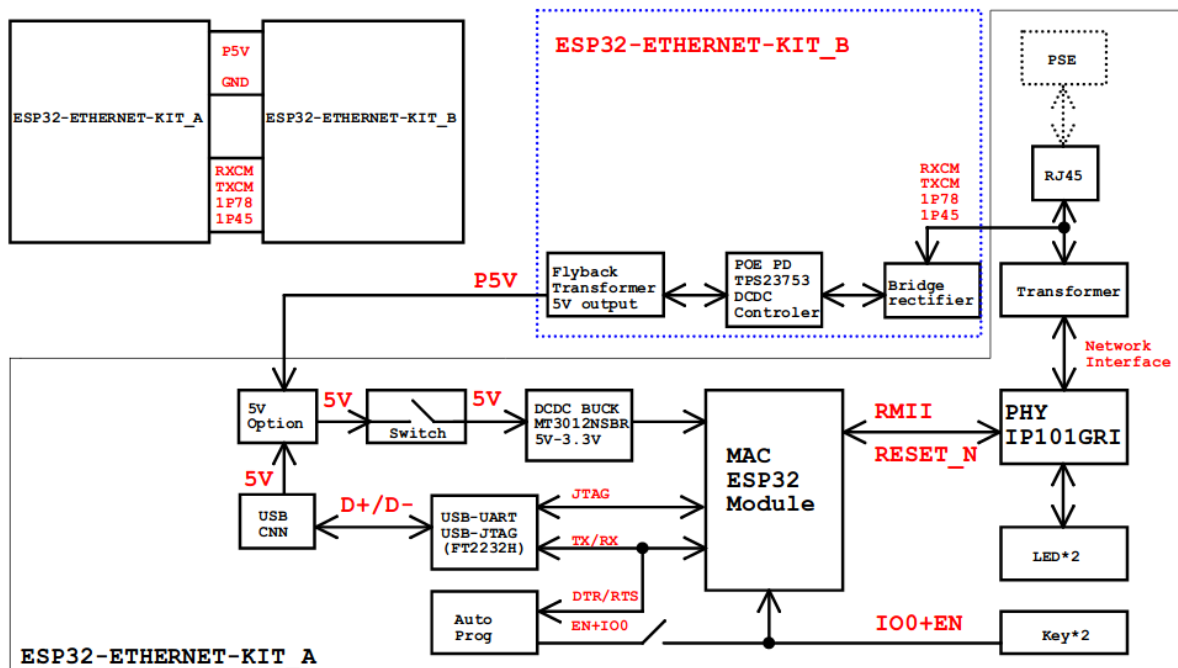 ESP32-ETHERNET-KIT_A
P5V
GND
RXCM
TXCM
1P78
1P45
ESP32-ETHERNET-KIT_B
ESP32-ETHERNET-KIT_B
PSE
RJ45
RXCM
TXCM
1P78
1P45
P5V
Flyback
Transformer
5V output
POE PD
TPS23753
DCDC
Controler
Bridge
rectifier
Transformer
Network
Interface
5V
Option
5V
Switch
5V
DCDC BUCK
MT3012NSBR
5V-3.3V
MAC
ESP32
Module
RMII
RESET_N
PHY
IP101GRI
5V
USB
CNN
D+/D-
USB-UART
USB-JTAG
(FT2232H)
JTAG
TX/RX
LED*2
DTR/RTS
EN+IO0
Auto
Prog
IO0+EN
Key*2
ESP32-ETHERNET-KIT A